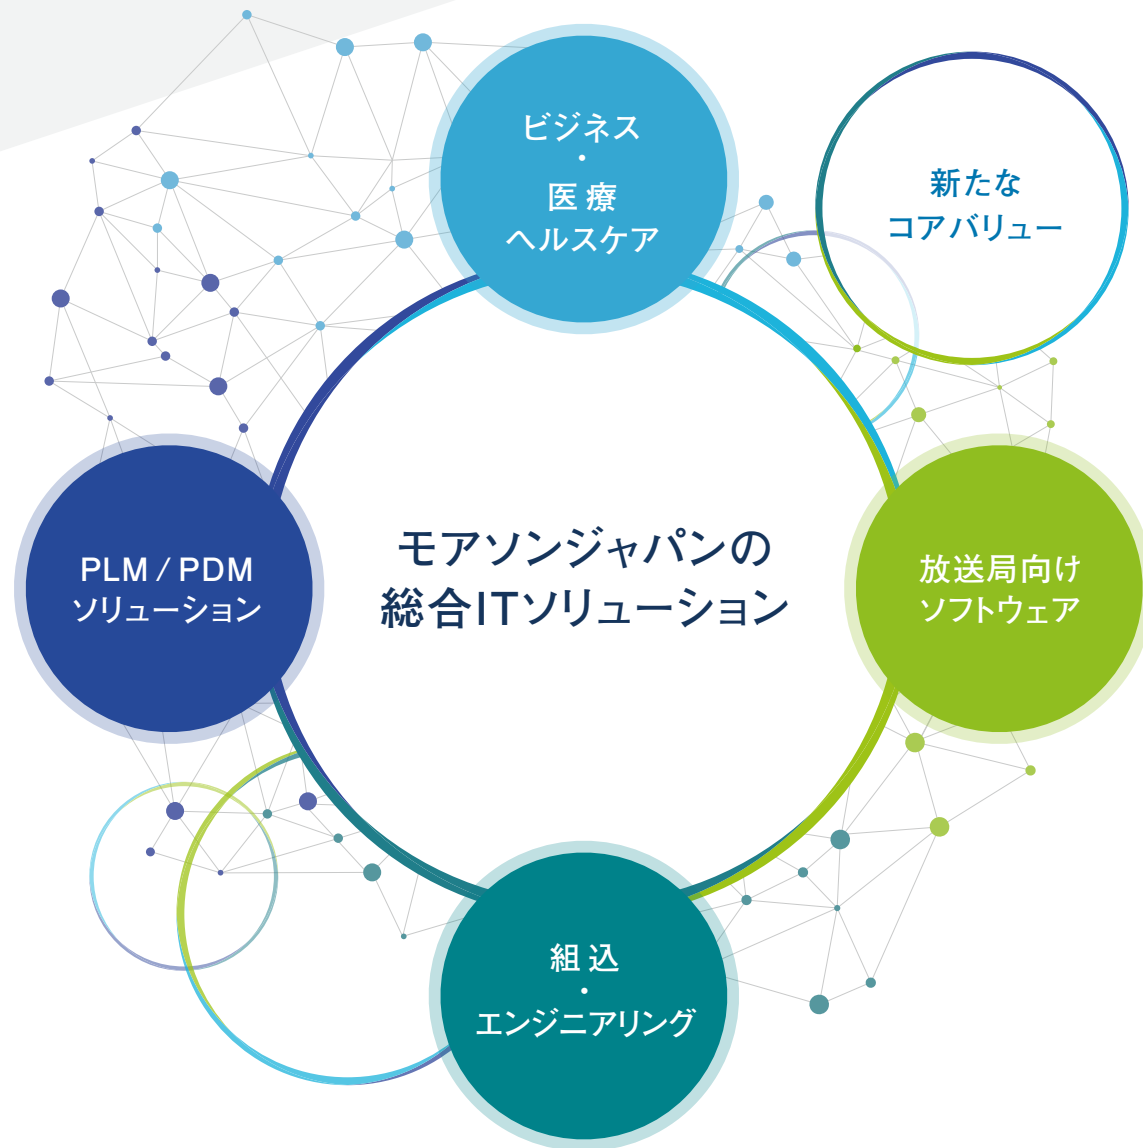 ビジネス
・
医療
ヘルスケア
新たな
コアバリュー
モアソンジャパンの
総合ITソリューション
PLM / PDM
ソリューション
放送局向け
ソフトウェア
組込
・
エンジニアリング